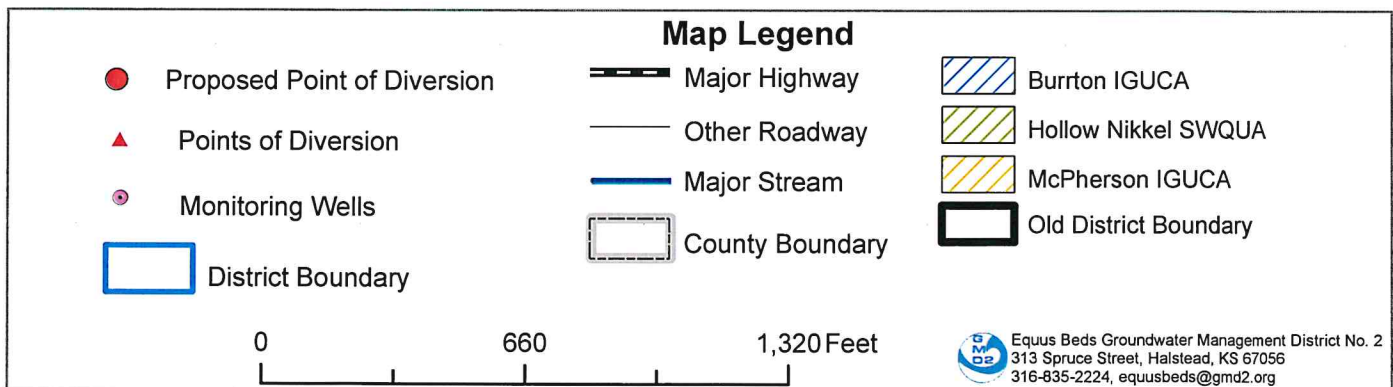 Map Legend
Proposed Point of Diversion
Points of Diversion
Monitoring Wells
District Boundary
Major Highway
Other Roadway
Major Stream
County Boundary
Burrton IGUCA
Hollow Nikkel SWQUA
McPherson IGUCA
Old District Boundary
0 660 1,320 Feet
GMD2
Equus Beds Groundwater Management District No. 2
313 Spruce Street, Halstead, KS 67056
316-835-2224, equusbeds@gmd2.org